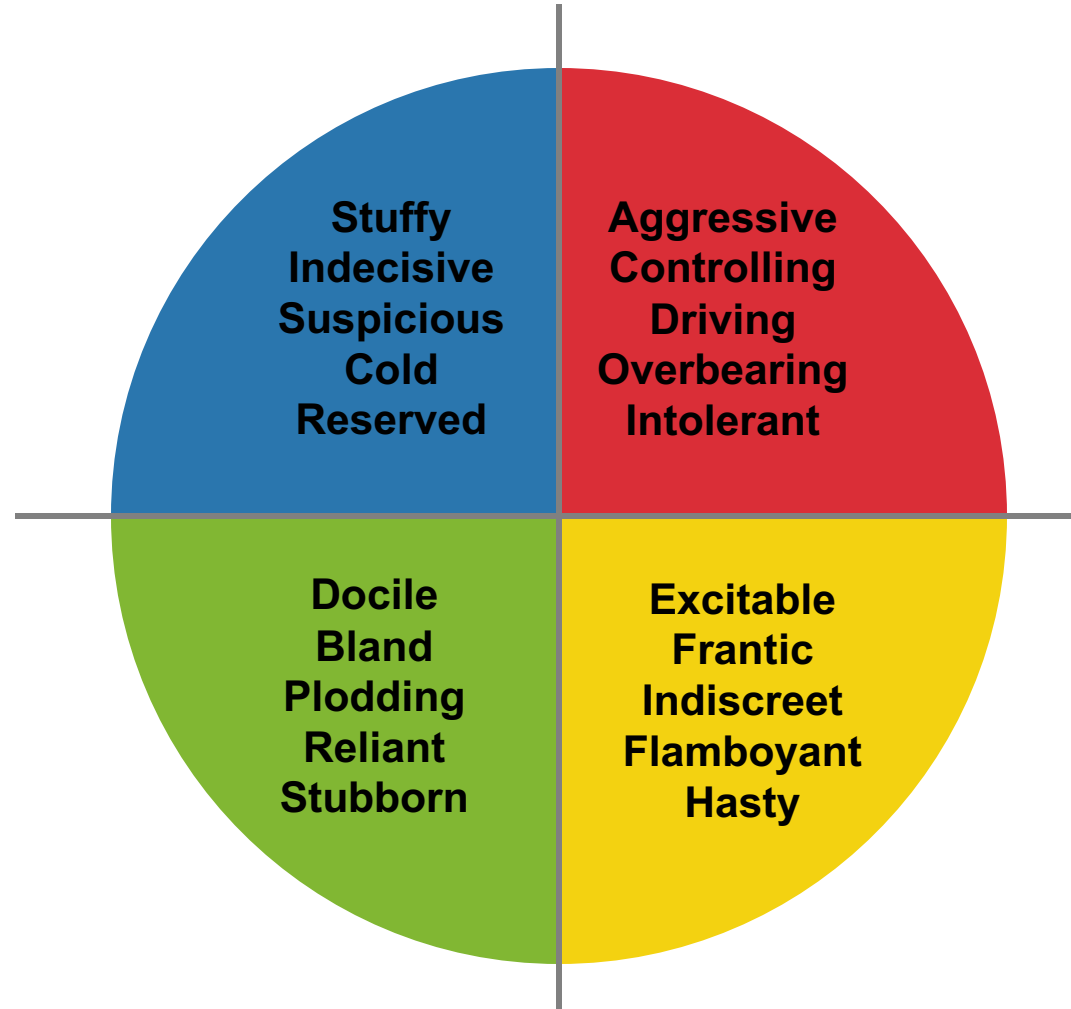 Stuffy
Indecisive
Suspicious
Cold
Reserved
Aggressive
Controlling
Driving
Overbearing
Intolerant
Docile
Bland
Plodding
Reliant
Stubborn
Excitable
Frantic
Indiscreet
Flamboyant
Hasty